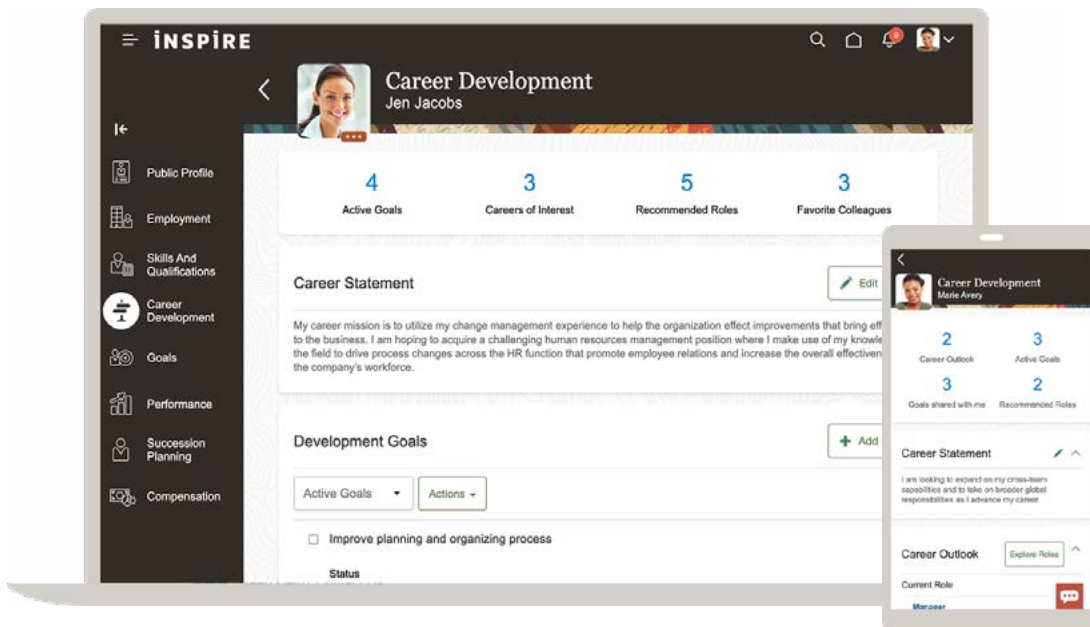 iNSPiRE
9
Career Development
Jen Jacobs
Public Profile
Employment
Skills And
Qualifications
Career
Development
Goals
Performance
Succession
Planning
Compensation
4
Active Goals
3
Careers of Interest
5
Recommended Roles
3
Favorite Colleagues
Career Statement
Edit
My career mission is to utilize my change management experience to help the organization effect improvements that bring
to the business. I am hoping to acquire a challenging human resources management position where I make use of my
the field to drive process changes across the HR function that promote employee relations and increase the overall
the company's workforce.
Development Goals
Add
Active Goals
Actions
Improve planning and organizing process
Status
Career Development
Marie Avery
2
Career Outlook
3
Active Goals
3
Goals shared with me
2
Recommended Roles
Career Statement
I am looking to expand on my cross-team
capabilities and to take on broader global
responsibilities as I advance my career.
Career Outlook
Explore Roles
Current Role
Manager